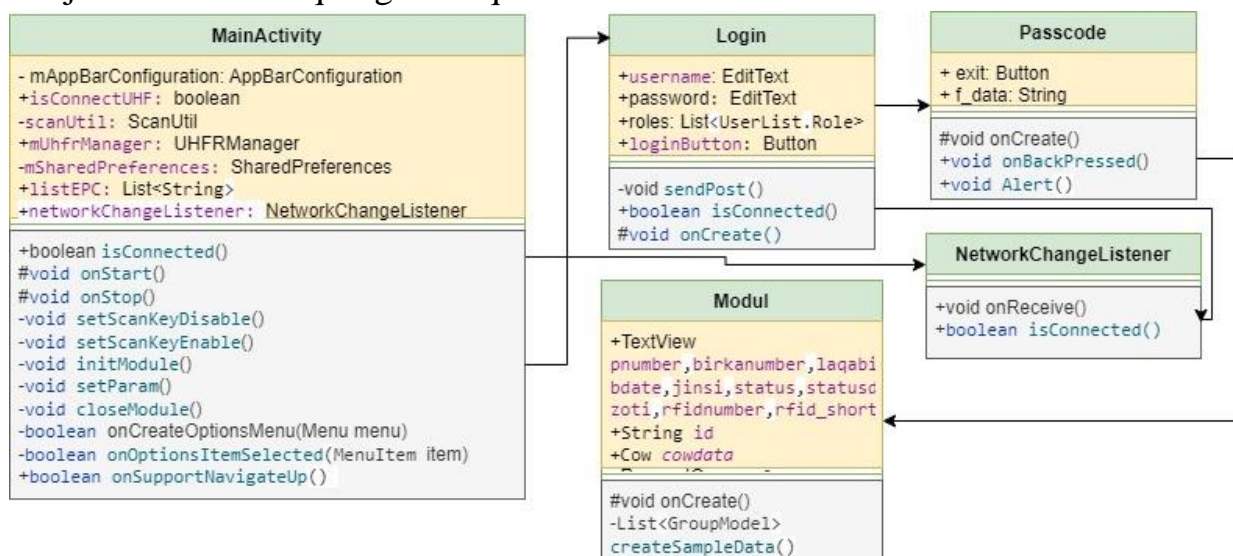 MainActivity
- mAppBarConfiguration: AppBarConfiguration
+isConnectUHF: boolean
-scanUtil: ScanUtil
+mUhfrManager: UHFRManager
-mSharedPreferences: SharedPreferences
+listEPC: List<String>
+networkChangeListener: NetworkChangeListener
+boolean isConnected()
#void onStart()
#void onStop()
-void setScanKeyDisable()
-void setScanKeyEnable()
-void initModule()
-void setParam()
-void closeModule()
-boolean onCreateOptionsMenu(Menu menu)
-boolean onOptionsItemSelected(MenuItem item)
+boolean onSupportNavigateUp()
Login
+username: EditText
+password: EditText
+roles: List<UserList.Role>
+loginButton: Button
-void sendPost()
+boolean isConnected()
#void onCreate()
Passcode
+ exit: Button
+ f_data: String
#void onCreate()
+void onBackPressed()
+void Alert()
NetworkChangeListener
+void onReceive()
+boolean isConnected()
Modul
+TextView
pnumber,birkanumber,laqabi
bdate,jinsi,status,statusd
zoti,rfidnumber,rfid_short
+String id
+Cow cowdata
#void onCreate()
-List<GroupModel>
createSampleData()